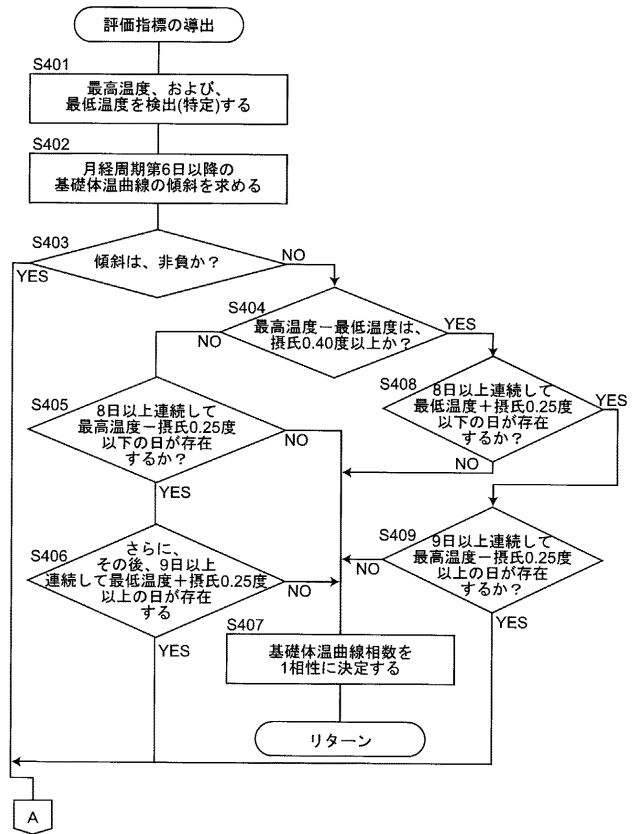 評価指標の導出
S401
最高温度、および、
最低温度を検出(特定)する
S402
月経周期第6日以降の
基礎体温曲線の傾斜を求める
S403
傾斜は、非負か？
YES
NO
S404
最高温度－最低温度は、
摂氏0.40度以上か？
NO
YES
S405
8日以上連続して
最高温度－摂氏0.25度
以下の日が存在
するか？
NO
YES
S408
8日以上連続して
最低温度＋摂氏0.25度
以下の日が存在
するか？
YES
NO
S406
さらに、
その後、9日以上
連続して最低温度＋摂氏0.25度
以上の日が存在
する
NO
YES
S409
9日以上連続して
最高温度－摂氏0.25度
以上の日が存在
するか？
NO
YES
S407
基礎体温曲線相数を
1相性に決定する
リターン
A